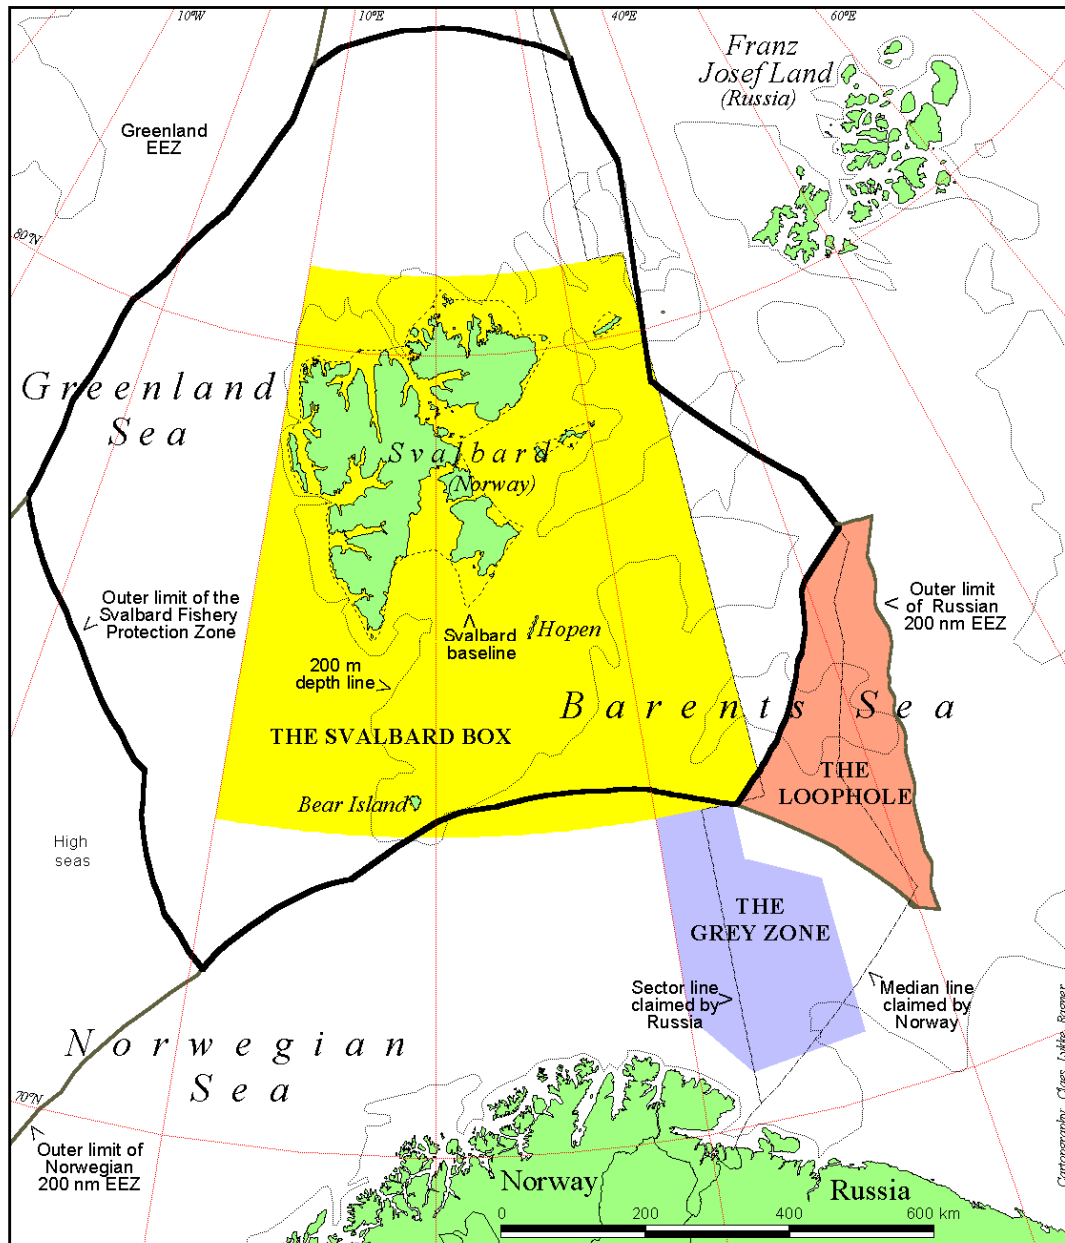 10°W
10°E
40°E
60°E
Franz
Josef Land
(Russia)
Greenland
EEZ
80°N
Greenland
Sea
Svalbard
(Norway)
Outer limit of the
Svalbard Fishery
Protection Zone
Svalbard
baseline
Hopen
Outer limit
of Russian
200 nm EEZ
200 m
depth line
Barents Sea
THE SVALBARD BOX
THE
LOOPHOLE
Bear Island
High
seas
THE
GREY ZONE
Sector line
claimed by
Russia
Median line
claimed by
Norway
Norwegian
Sea
70°N
Outer limit of
Norwegian
200 nm EEZ
Norway
Russia
0 200 400 600 km
Cartography: Claes Lykke Ragner